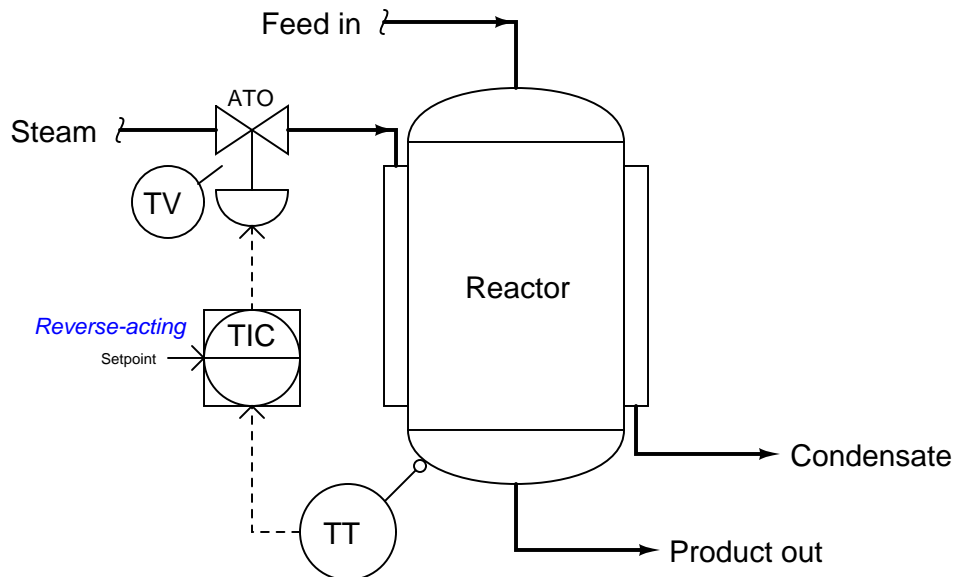 Feed in
ATO
Steam
TV
Reactor
Reverse-acting
TIC
Setpoint
Condensate
TT
Product out